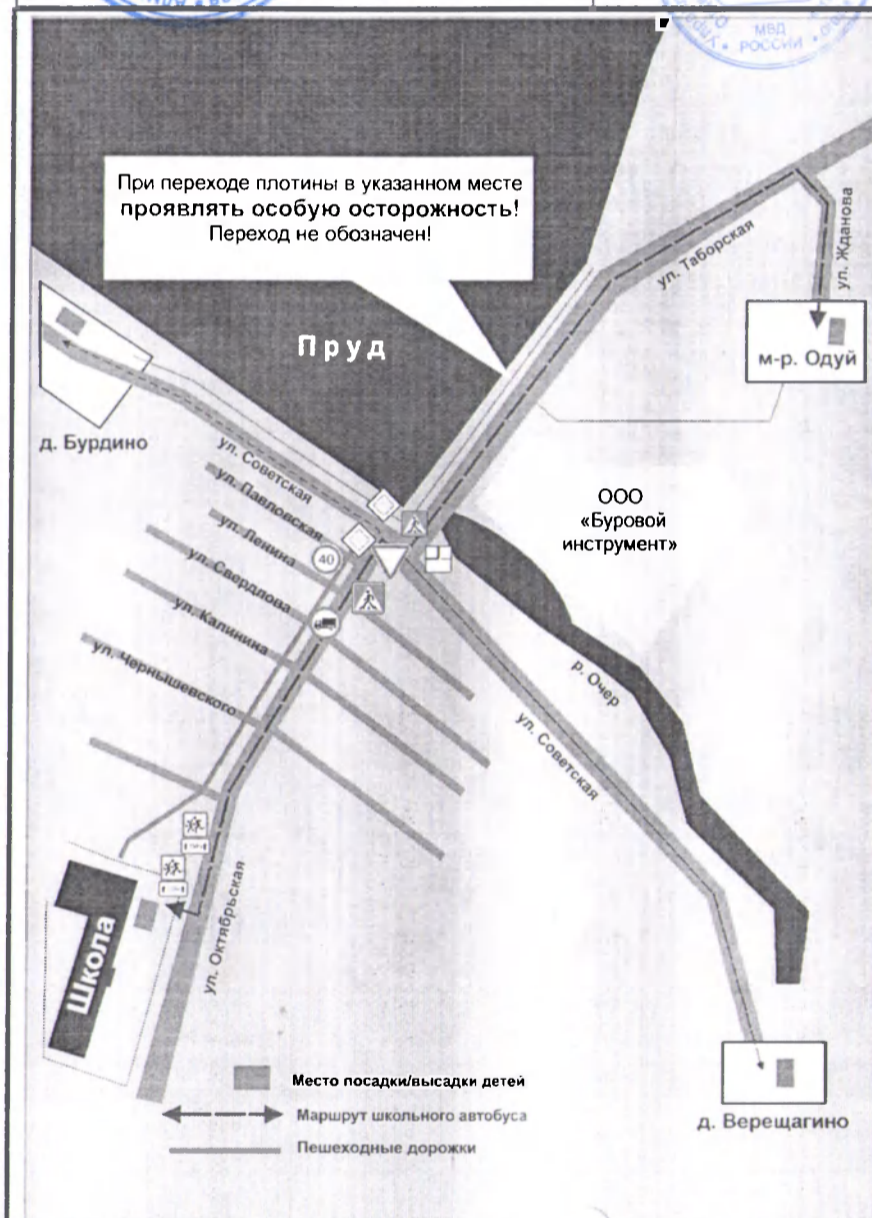 МВД
РОССИИ
При переходе плотины в указанном месте
проявлять особую осторожность!
Переход не обозначен!
ул. Таборская
ул. Жданова
Пруд
м-р. Одуй
д. Бурдино
ул. Советская
ул. Павловская
ул. Ленина
ул. Свердлова
ул. Калинина
ул. Чернышевского
40
ООО
«Буровой
инструмент»
р. Очер
ул. Советская
Школа
ул. Октябрьская
Место посадки/высадки детей
Маршрут школьного автобуса
Пешеходные дорожки
д. Верещагино